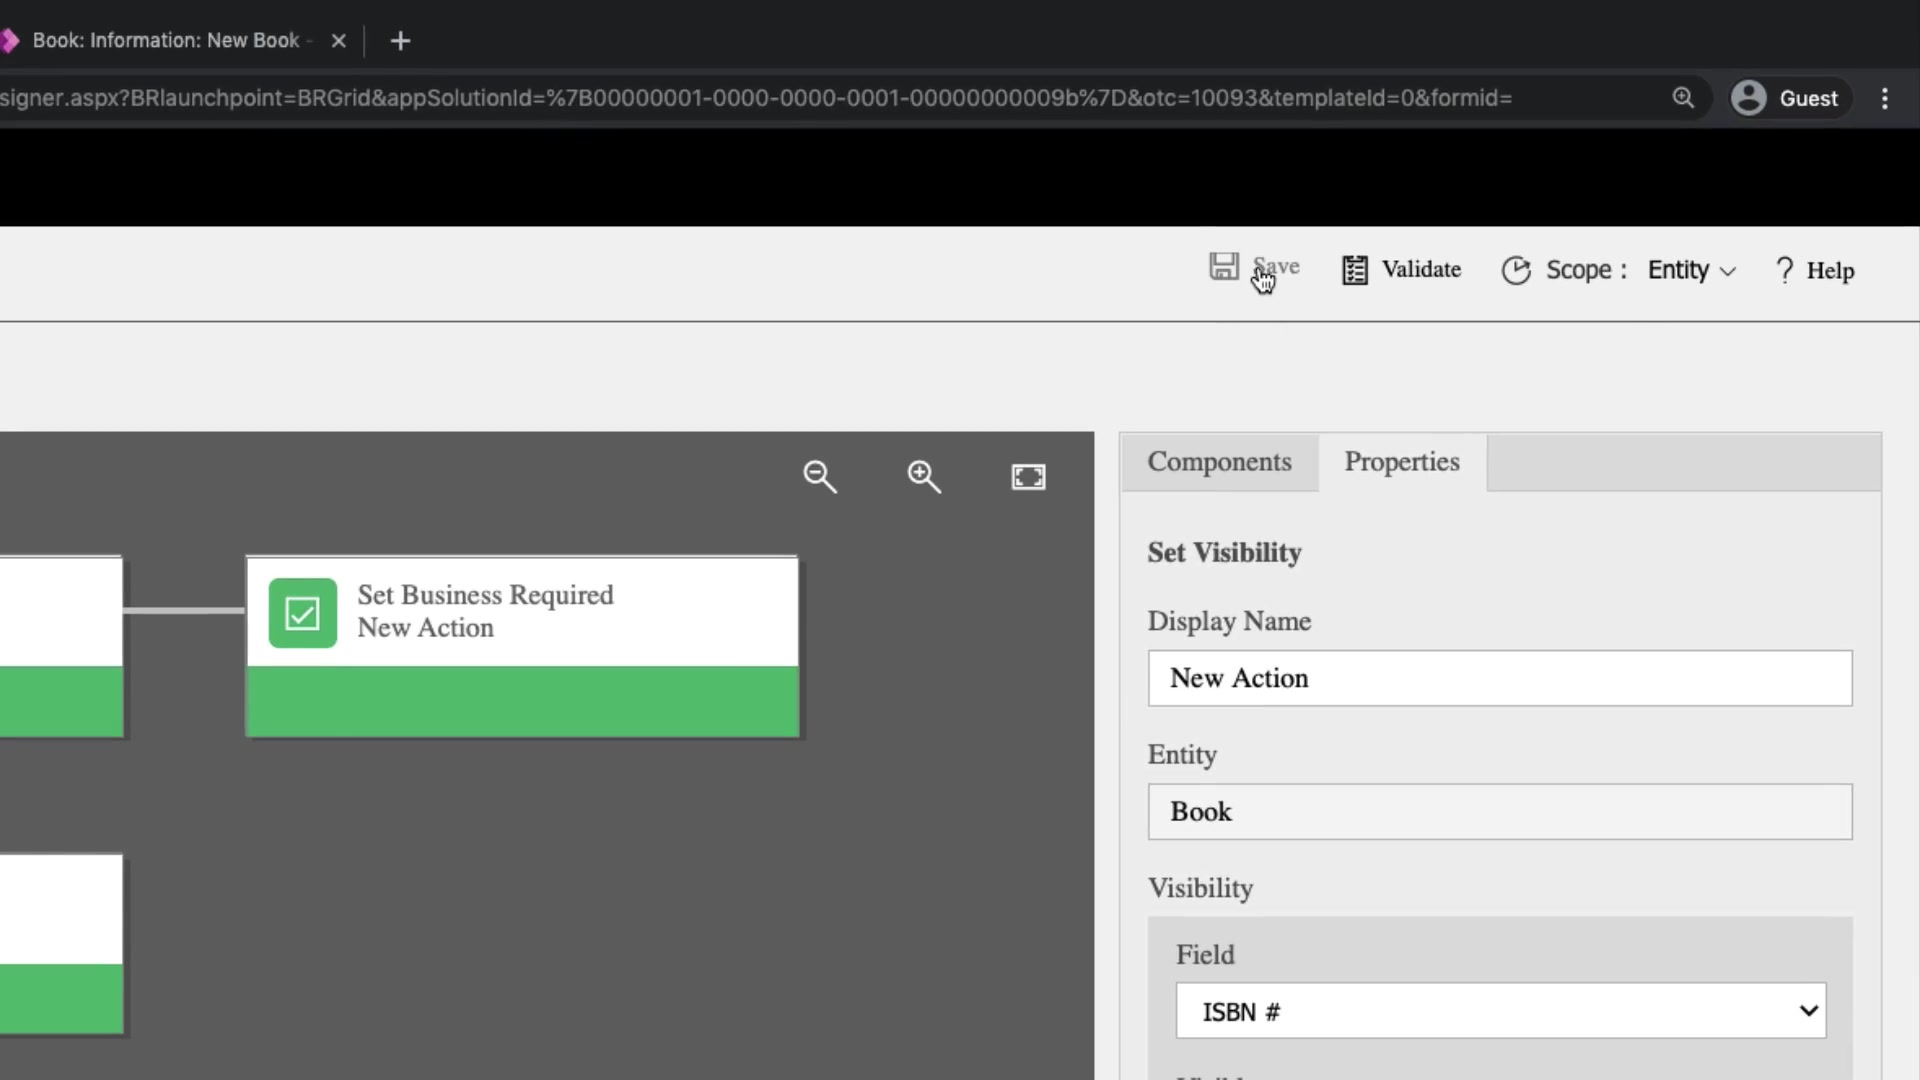 Book: Information: New Book -
signer.aspx?BRlaunchpoint=BRGrid&appSolutionId=%7B00000001-0000-0000-0001-00000000009b%7D&otc=10093&templateId=0&formid=
Guest
Save
Validate
Scope :
Entity
? Help
Components
Properties
Set Visibility
Display Name
New Action
Entity
Book
Visibility
Field
ISBN #
Set Business Required
New Action